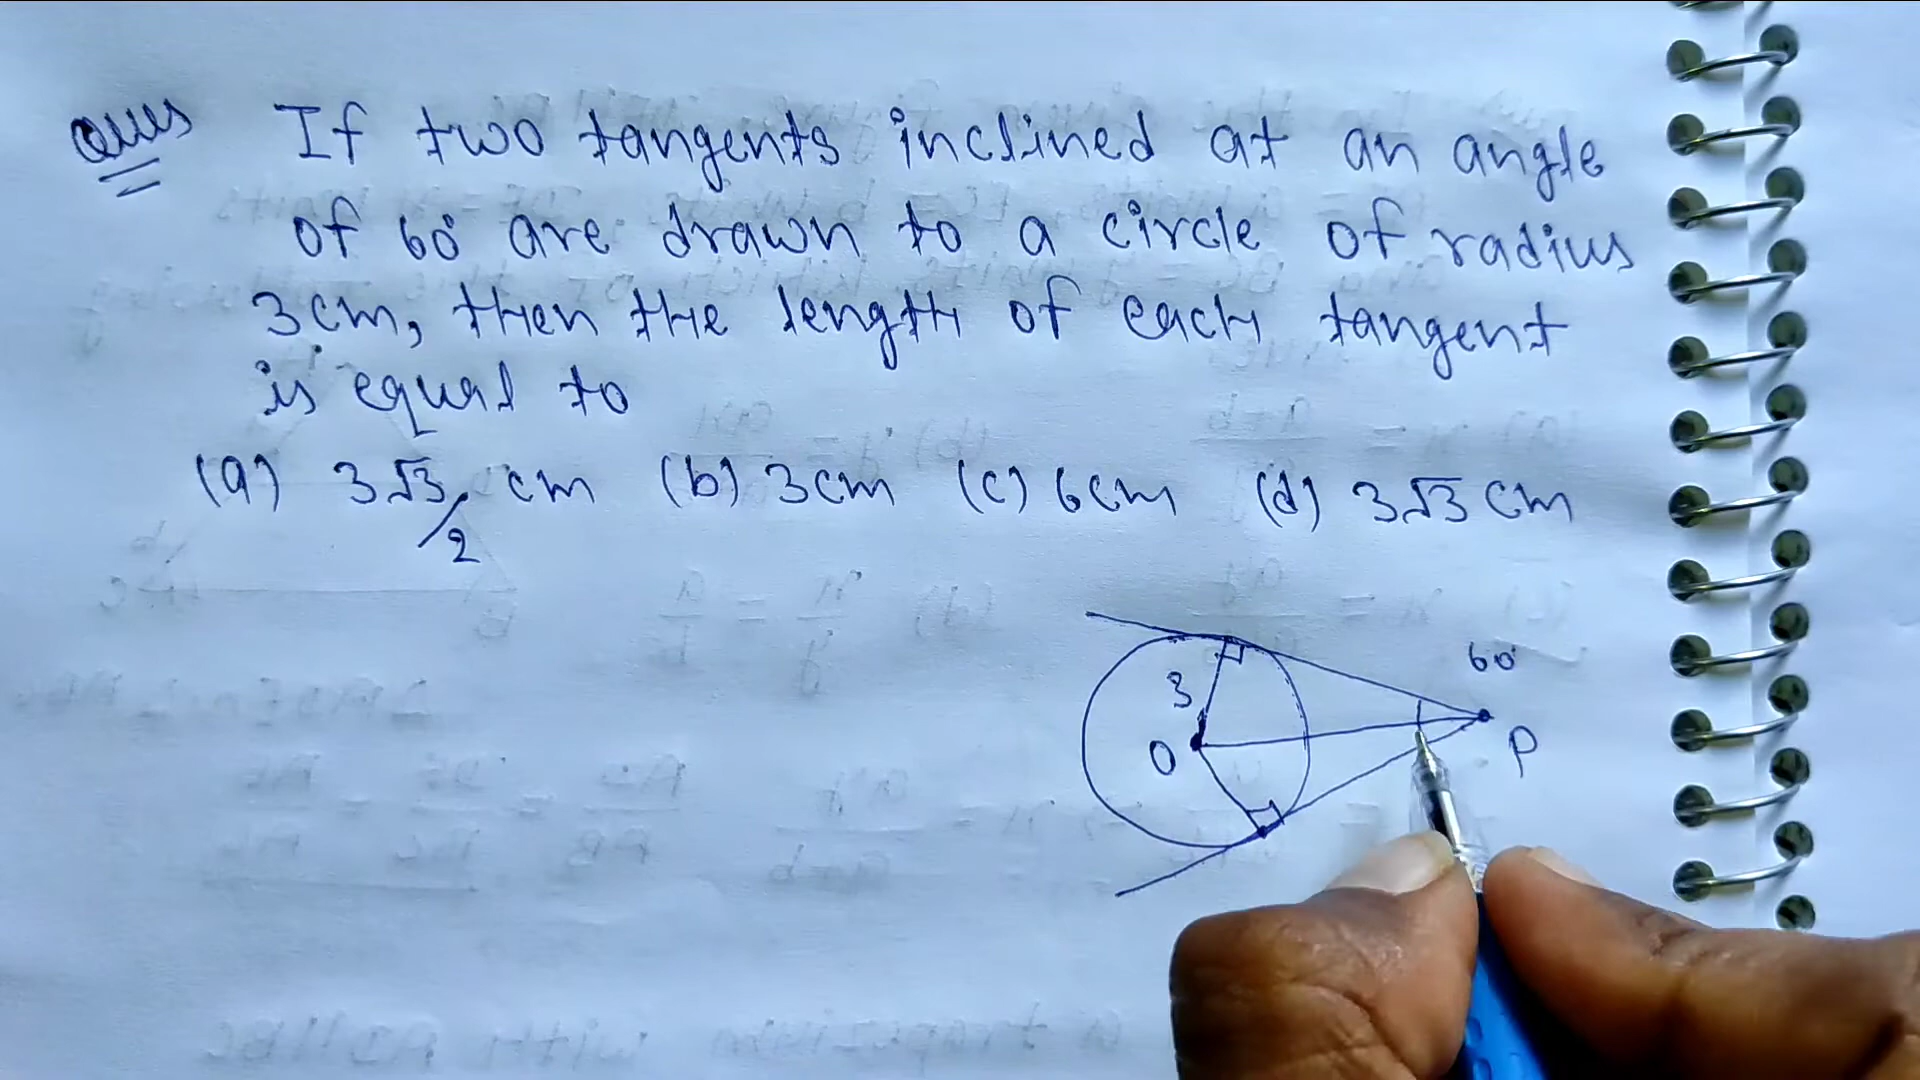 Ques If two tangents inclined at an angle
of 60° are drawn to a circle of radius
3cm, then the length of each tangent
is equal to
(a) 3√3/2 cm (b) 3cm (c) 6cm (d) 3√3 cm
60°
3
O
P